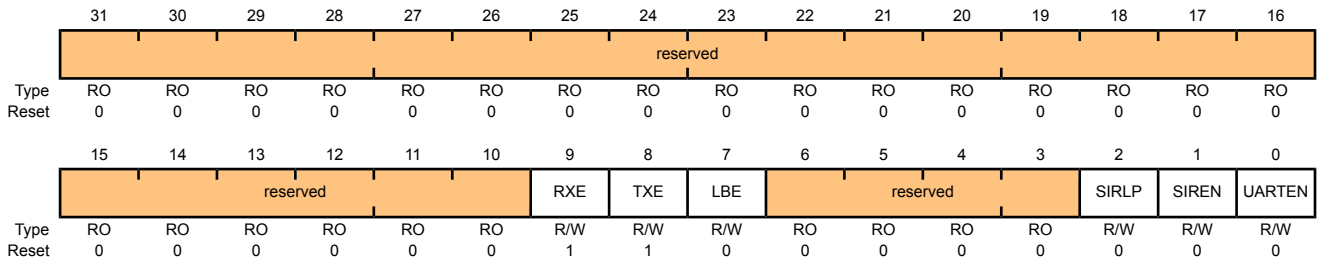 31 30 29 28 27 26 25 24 23 22 21 20 19 18 17 16
reserved
Type RO RO RO RO RO RO RO RO RO RO RO RO RO RO RO RO
Reset 0 0 0 0 0 0 0 0 0 0 0 0 0 0 0 0
15 14 13 12 11 10 9 8 7 6 5 4 3 2 1 0
reserved RXE TXE LBE reserved SIRLP SIREN UARTEN
Type RO RO RO RO RO RO R/W R/W R/W RO RO RO RO R/W R/W R/W
Reset 0 0 0 0 0 0 1 1 0 0 0 0 0 0 0 0